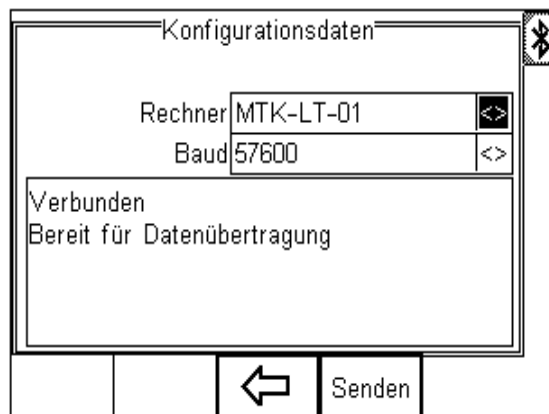 Konfigurationsdaten
Rechner MTK-LT-01 <>
Baud 57600 <>
Verbunden
Bereit für Datenübertragung
Senden